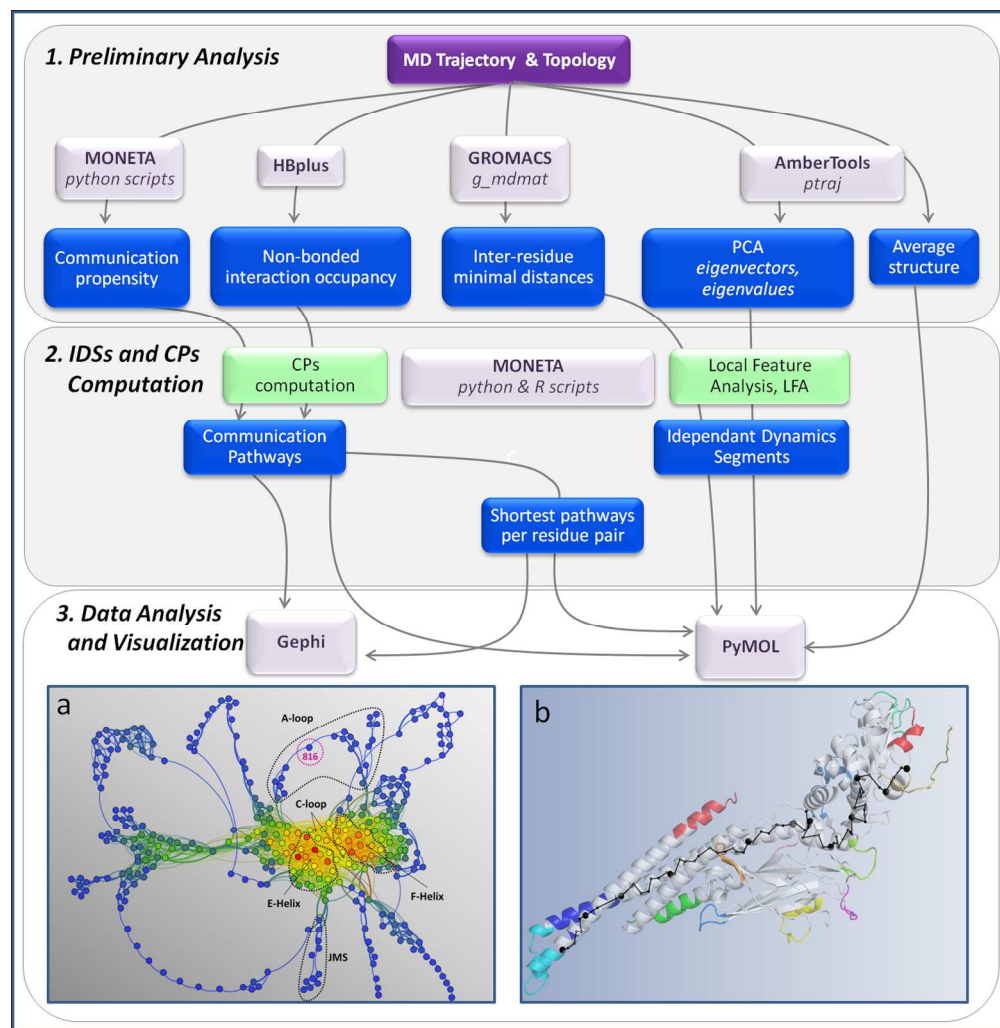 1. Preliminary Analysis
MD Trajectory & Topology
MONETA
python scripts
HBplus
GROMACS
g_mdmat
AmberTools
ptraj
Communication
propensity
Non-bonded
interaction occupancy
Inter-residue
minimal distances
PCA
eigenvectors,
eigenvalues
Average
structure
2. IDSs and CPs
Computation
CPs
computation
MONETA
python & R scripts
Local Feature
Analysis, LFA
Communication
Pathways
C
Idependant Dynamics
Segments
Shortest pathways
per residue pair
3. Data Analysis
and Visualization
Gephi
PyMOL
a
A-loop
816
C-loop
E-Helix
F-Helix
JMS
b